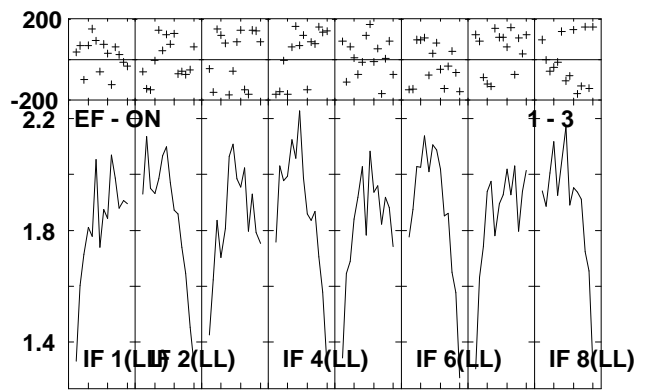 200
-200
2.2
EF - ON 1 - 3
1.8
1.4
IF 1(LL) IF 2(LL) IF 4(LL) IF 6(LL) IF 8(LL)